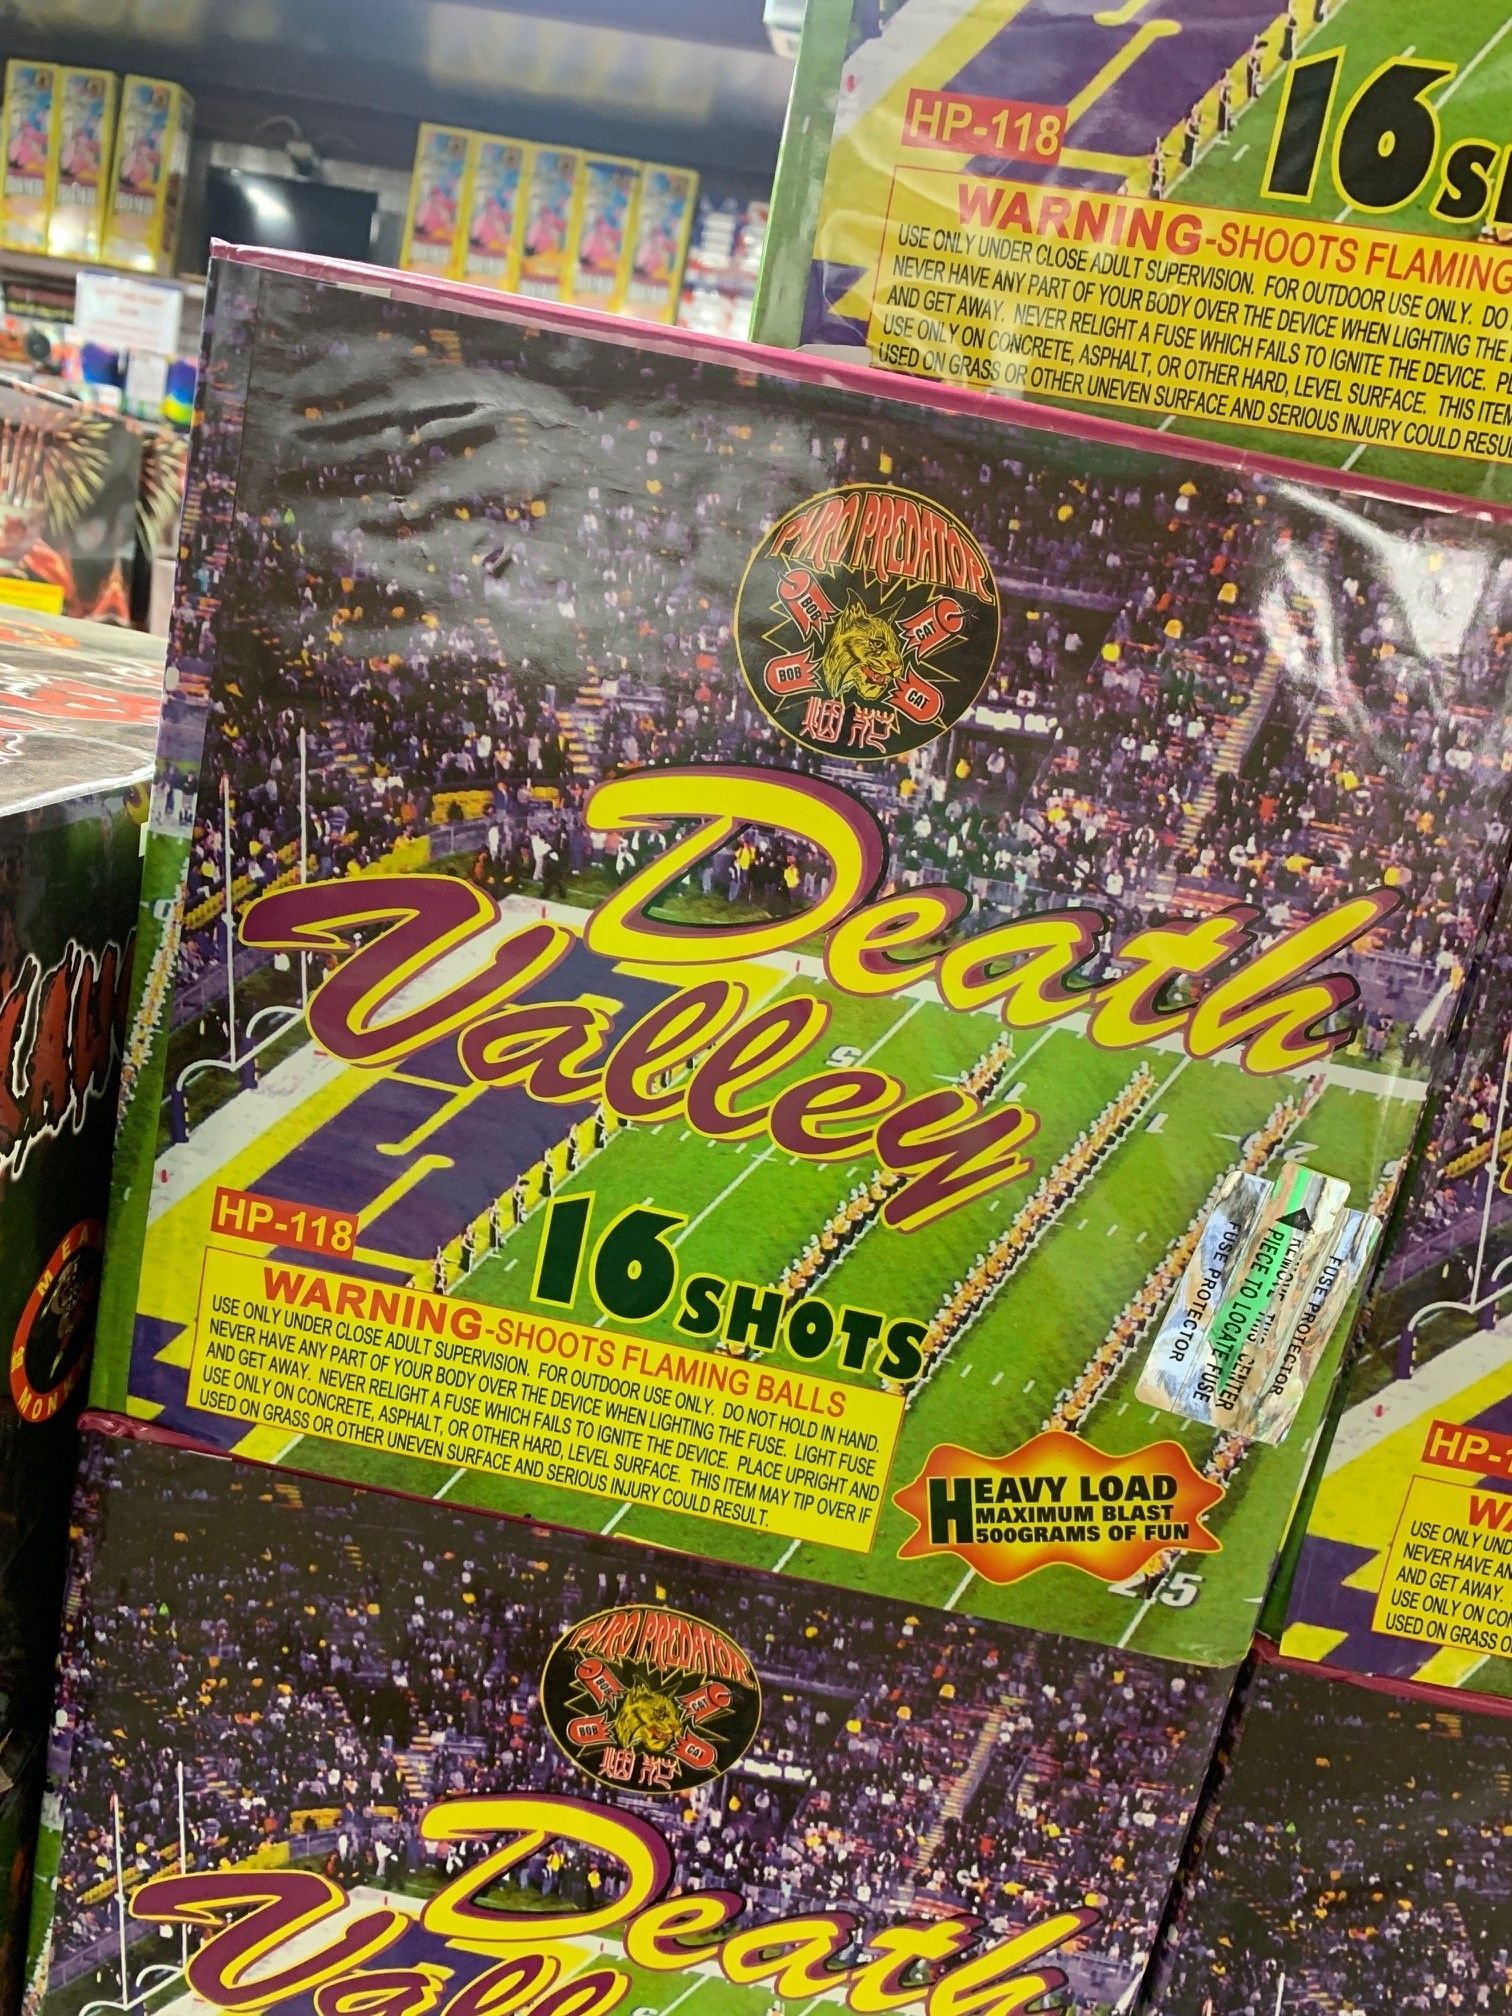 HP-118
16
WARNING-SHOOTS FLAMING
USE ONLY UNDER CLOSE ADULT SUPERVISION. FOR OUTDOOR USE ONLY. DO
NEVER HAVE ANY PART OF YOUR BODY OVER THE DEVICE WHEN LIGHTING THE
AND GET AWAY. NEVER RELIGHT A FUSE WHICH FAILS TO IGNITE THE DEVICE.
USE ONLY ON CONCRETE, ASPHALT, OR OTHER HARD, LEVEL SURFACE. THIS ITEM
USED ON GRASS OR OTHER UNEVEN SURFACE AND SERIOUS INJURY COULD
PYRO PREDATOR
BOB CAT
BOB CAT
烟花
Death
Valley
HP-118
16 SHOTS
WARNING-SHOOTS FLAMING BALLS
USE ONLY UNDER CLOSE ADULT SUPERVISION. FOR OUTDOOR USE ONLY. DO NOT HOLD IN HAND.
NEVER HAVE ANY PART OF YOUR BODY OVER THE DEVICE WHEN LIGHTING THE FUSE. LIGHT FUSE
AND GET AWAY. NEVER RELIGHT A FUSE WHICH FAILS TO IGNITE THE DEVICE. PLACE UPRIGHT AND
USE ONLY ON CONCRETE, ASPHALT, OR OTHER HARD, LEVEL SURFACE. THIS ITEM MAY TIP OVER IF
USED ON GRASS OR OTHER UNEVEN SURFACE AND SERIOUS INJURY COULD RESULT.
FUSE PROTECTOR
REMOVE THIS CENTER
PIECE TO LOCATE FUSE
FUSE PROTECTOR
HEAVY LOAD
MAXIMUM BLAST
500GRAMS OF FUN
25
HP-
USE ONLY
NEVER HAVE
AND GET AWAY.
USE ONLY ON
USED ON GRASS
PYRO PREDATOR
BOB CAT
BOB CAT
烟花
Death